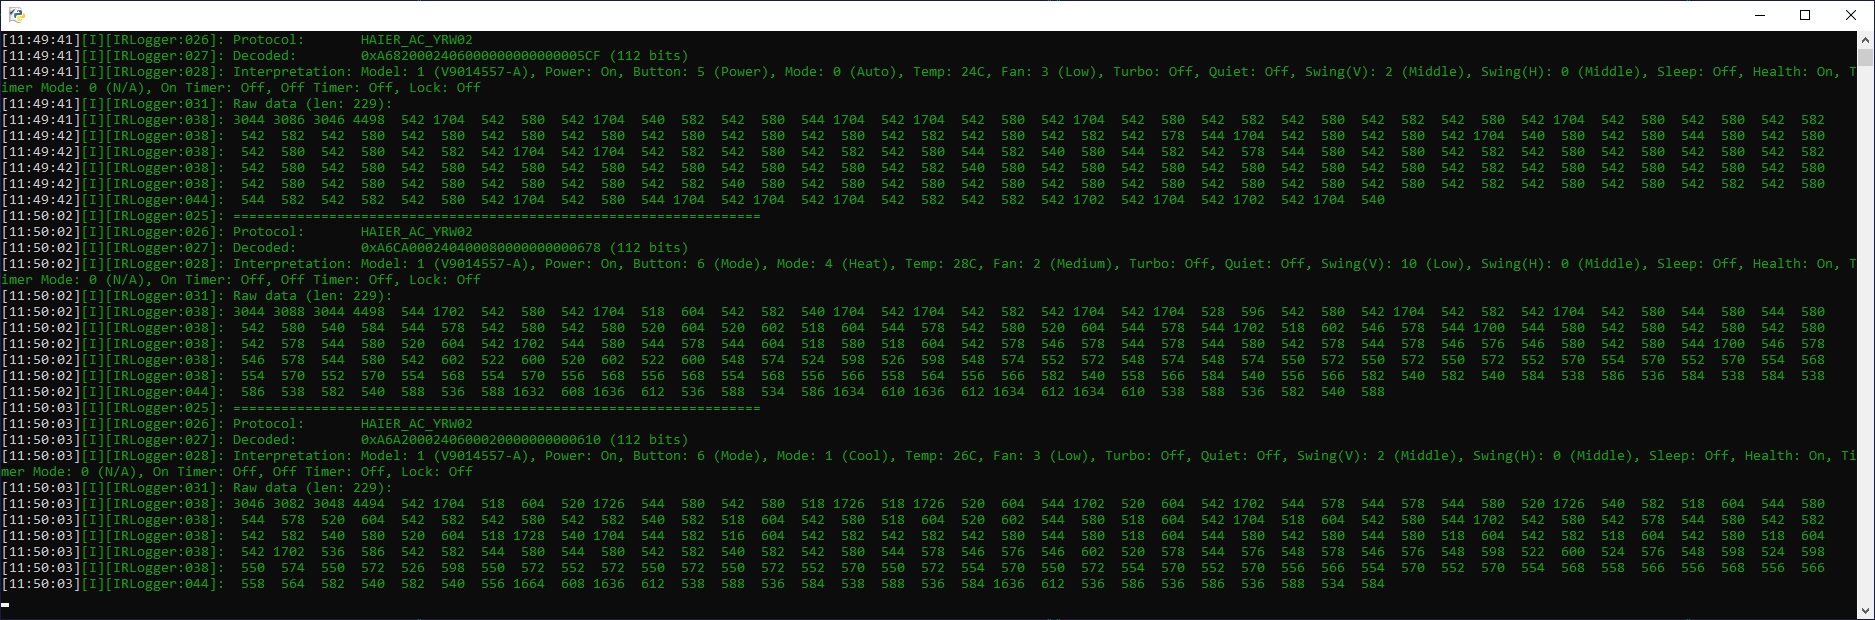 [11:49:41][I][IRLogger:026]: Protocol:       HAIER_AC_YRW02
[11:49:41][I][IRLogger:027]: Decoded:        0xA6820002406000000000000005CF (112 bits)
[11:49:41][I][IRLogger:028]: Interpretation: Model: 1 (V9014557-A), Power: On, Button: 5 (Power), Mode: 0 (Auto), Temp: 24C, Fan: 3 (Low), Turbo: Off, Quiet: Off, Swing(V): 2 (Middle), Swing(H): 0 (Middle), Sleep: Off, Health: On, T
imer Mode: 0 (N/A), On Timer: Off, Off Timer: Off, Lock: Off
[11:49:41][I][IRLogger:031]: Raw data (len: 229):
[11:49:41][I][IRLogger:038]: 3044 3086 3046 4498  542 1704  542  580  542 1704  540  582  542  580  544 1704  542 1704  542  580  542 1704  542  580  542  582  542  580  542  582  542  580  542 1704  542  580  542  580  542  582
[11:49:42][I][IRLogger:038]:  542  582  542  580  542  580  542  580  542  580  542  580  542  580  542  582  542  580  542  582  542  578  544 1704  542  580  542  580  542 1704  540  580  542  580  544  580  542  580
[11:49:42][I][IRLogger:038]:  542  580  542  580  542  582  542 1704  542 1704  542  582  542  580  542  582  542  580  544  582  540  580  544  582  542  578  544  580  542  580  542  582  542  580  542  580  542  580  542  582
[11:49:42][I][IRLogger:038]:  542  580  542  580  542  580  542  580  542  580  542  582  542  580  542  580  542  580  542  582  540  580  542  580  542  580  542  580  542  580  542  582  542  580  542  580  542  580  542  580
[11:49:42][I][IRLogger:038]:  542  580  542  580  542  580  542  580  542  580  542  582  540  580  542  580  542  582  542  580  542  580  542  580  542  580  542  580  542  580  542  582  542  580  542  582  542  582  542  580
[11:49:42][I][IRLogger:044]:  544  582  542  582  542  580  542 1704  542  580  544 1704  542 1704  542 1704  542  582  542  582  542 1702  542 1704  542 1702  542 1704  540
[11:50:02][I][IRLogger:025]: ==================================================================
[11:50:02][I][IRLogger:026]: Protocol:       HAIER_AC_YRW02
[11:50:02][I][IRLogger:027]: Decoded:        0xA6CA000240400080000000000678 (112 bits)
[11:50:02][I][IRLogger:028]: Interpretation: Model: 1 (V9014557-A), Power: On, Button: 6 (Mode), Mode: 4 (Heat), Temp: 28C, Fan: 2 (Medium), Turbo: Off, Quiet: Off, Swing(V): 10 (Low), Swing(H): 0 (Middle), Sleep: Off, Health: On, T
imer Mode: 0 (N/A), On Timer: Off, Off Timer: Off, Lock: Off
[11:50:02][I][IRLogger:031]: Raw data (len: 229):
[11:50:02][I][IRLogger:038]: 3044 3088 3044 4498  544 1702  542  580  542 1704  518  604  542  582  540 1704  542 1704  542  582  542 1704  542 1704  528  596  542  580  542 1704  542  582  542 1704  542  580  544  580  544  580
[11:50:02][I][IRLogger:038]:  542  580  540  584  544  578  542  580  542  580  520  604  520  602  518  604  544  578  542  580  520  604  544  578  544 1702  518  602  546  578  544 1700  544  580  542  580  542  580  542  580
[11:50:02][I][IRLogger:038]:  542  578  544  580  520  604  542 1702  544  580  544  578  544  604  518  580  518  604  542  578  546  578  544  578  544  580  542  578  544  578  546  576  546  580  542  580  544 1700  546  578
[11:50:02][I][IRLogger:038]:  546  578  544  580  542  602  522  600  520  602  522  600  548  574  524  598  526  598  548  574  552  572  548  574  548  574  550  572  550  572  550  572  550  572  552  570  554  570  552  570  554  568
[11:50:02][I][IRLogger:038]:  554  570  552  570  554  568  554  570  556  568  556  568  554  568  556  566  558  564  556  566  582  540  558  566  584  540  556  566  582  540  582  540  584  538  586  536  584  538  584  538
[11:50:02][I][IRLogger:044]:  586  538  582  540  588  536  588 1632  608 1636  612  536  588  534  586 1634  610 1636  612 1634  612 1634  610  538  588  536  582  540  588
[11:50:03][I][IRLogger:025]: ==================================================================
[11:50:03][I][IRLogger:026]: Protocol:       HAIER_AC_YRW02
[11:50:03][I][IRLogger:027]: Decoded:        0xA6A2000240600020000000000610 (112 bits)
[11:50:03][I][IRLogger:028]: Interpretation: Model: 1 (V9014557-A), Power: On, Button: 6 (Mode), Mode: 1 (Cool), Temp: 26C, Fan: 3 (Low), Turbo: Off, Quiet: Off, Swing(V): 2 (Middle), Swing(H): 0 (Middle), Sleep: Off, Health: On, Ti
mer Mode: 0 (N/A), On Timer: Off, Off Timer: Off, Lock: Off
[11:50:03][I][IRLogger:031]: Raw data (len: 229):
[11:50:03][I][IRLogger:038]: 3046 3082 3048 4494  542 1704  518  604  520 1726  544  580  542  580  518 1726  518 1726  520  604  544 1702  520  604  542 1702  544  578  544  578  544  580  520 1726  540  582  518  604  544  580
[11:50:03][I][IRLogger:038]:  544  578  520  604  542  582  542  580  542  582  540  582  518  604  542  580  518  604  520  602  544  580  518  604  542 1704  518  604  542  580  544 1702  542  580  542  578  544  580  542  582
[11:50:03][I][IRLogger:038]:  542  582  540  580  520  604  518 1728  540 1704  544  582  516  604  542  582  542  582  542  580  544  580  518  604  544  580  542  580  544  580  518  604  542  582  518  604  542  580  518  604
[11:50:03][I][IRLogger:038]:  542 1702  536  586  542  582  544  580  544  580  542  582  540  582  542  580  544  578  546  576  546  602  520  578  544  576  548  578  546  576  548  598  522  600  524  576  548  598  524  598
[11:50:03][I][IRLogger:038]:  550  574  550  572  526  598  550  572  552  572  550  572  550  572  550  572  552  570  550  572  554  570  550  572  554  570  552  570  556  566  554  570  552  570  554  568  558  566  556  568  556  566
[11:50:03][I][IRLogger:044]:  558  564  582  540  582  540  556 1664  608 1636  612  538  588  536  584  538  588  536  584 1636  612  536  586  536  586  536  588  534  584